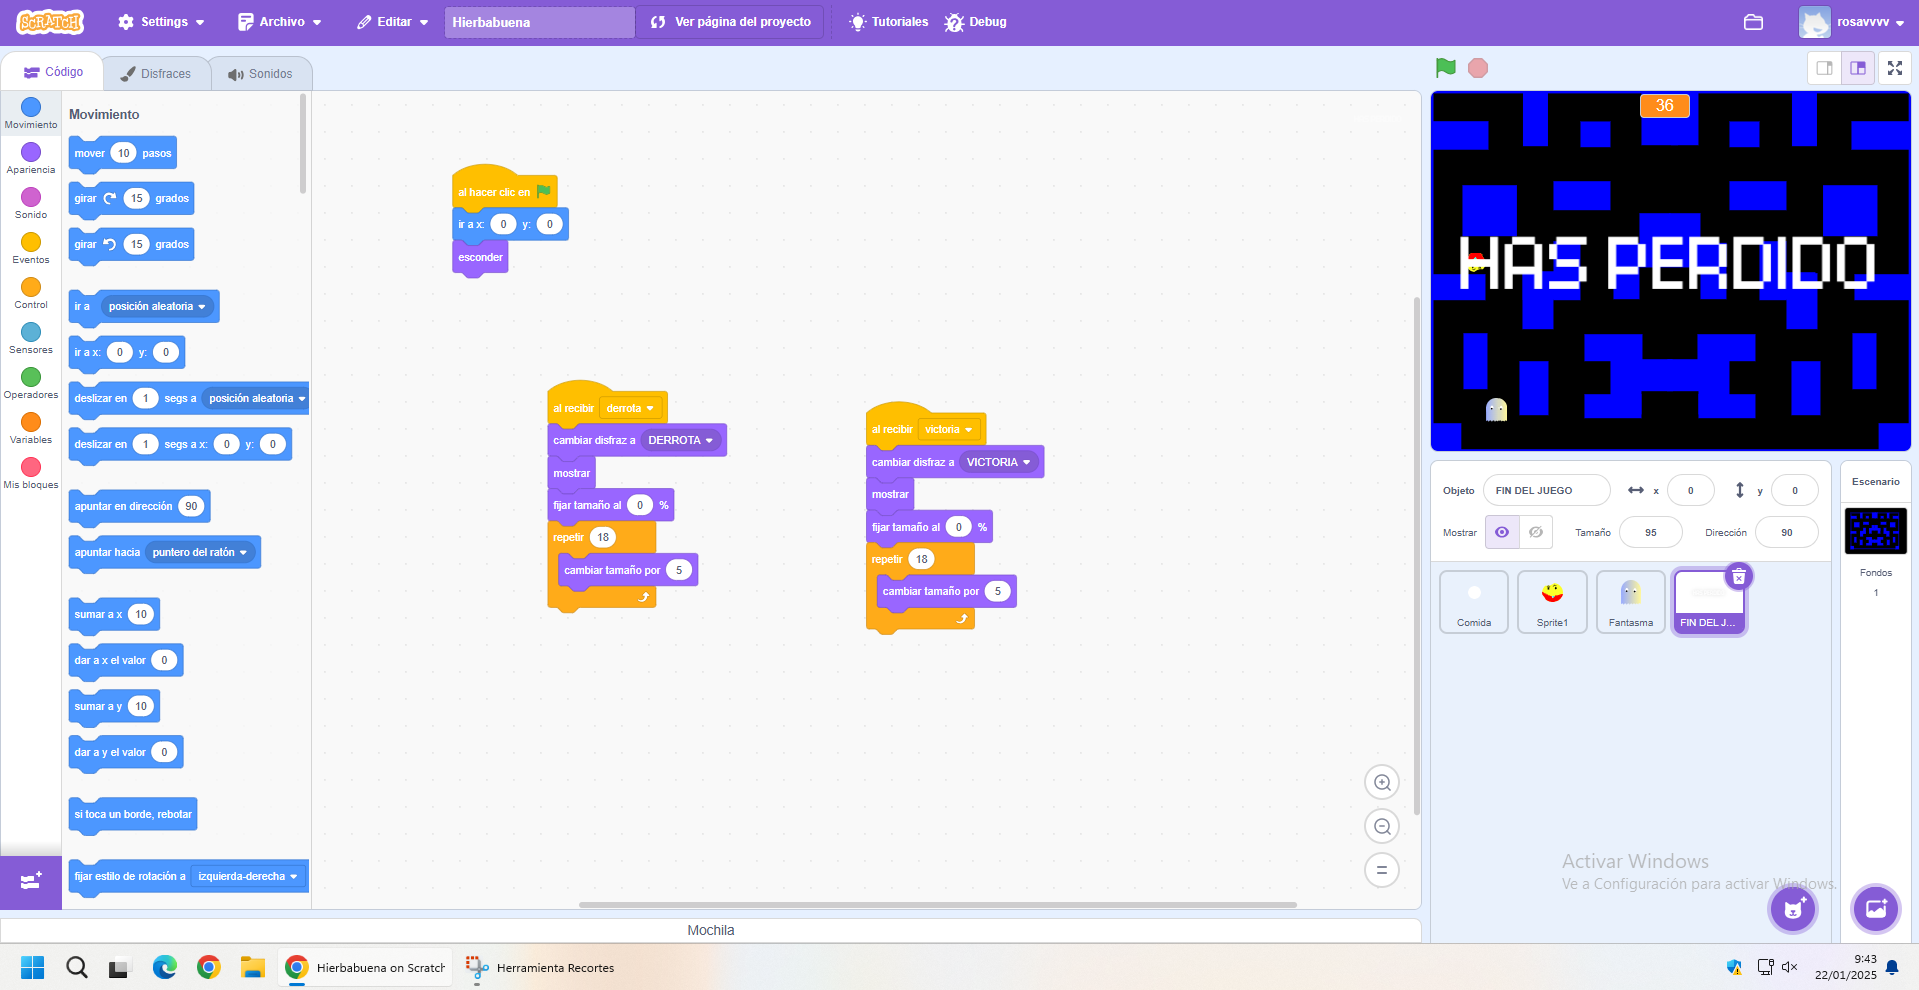 SCRATCH
Settings
Archivo
Editar
Hierbabuena
Ver página del proyecto
Tutoriales
Debug
rosavvvv
Código
Disfraces
Sonidos
Movimiento
Apariencia
Sonido
Eventos
Control
Sensores
Operadores
Variables
Mis bloques
Movimiento
mover 10 pasos
girar 15 grados
girar 15 grados
ir a posición aleatoria
ir a x: 0 y: 0
deslizar en 1 segs a posición aleatoria
deslizar en 1 segs a x: 0 y: 0
apuntar en dirección 90
apuntar hacia puntero del ratón
sumar a x 10
dar a x el valor 0
sumar a y 10
dar a y el valor 0
si toca un borde, rebotar
fijar estilo de rotación a izquierda-derecha
al hacer clic en
ir a x: 0 y: 0
esconder
al recibir derrota
cambiar disfraz a DERROTA
mostrar
fijar tamaño al 0 %
repetir 18
cambiar tamaño por 5
al recibir victoria
cambiar disfraz a VICTORIA
mostrar
fijar tamaño al 0 %
repetir 18
cambiar tamaño por 5
36
HAS PERDIDO
Objeto FIN DEL JUEGO x 0 y 0
Mostrar Tamaño 95 Dirección 90
Comida
Sprite1
Fantasma
FIN DEL J...
Escenario
Fondos
1
Activar Windows
Ve a Configuración para activar Windows.
Mochila
Hierbabuena on Scratch
Herramienta Recortes
9:43
22/01/2025